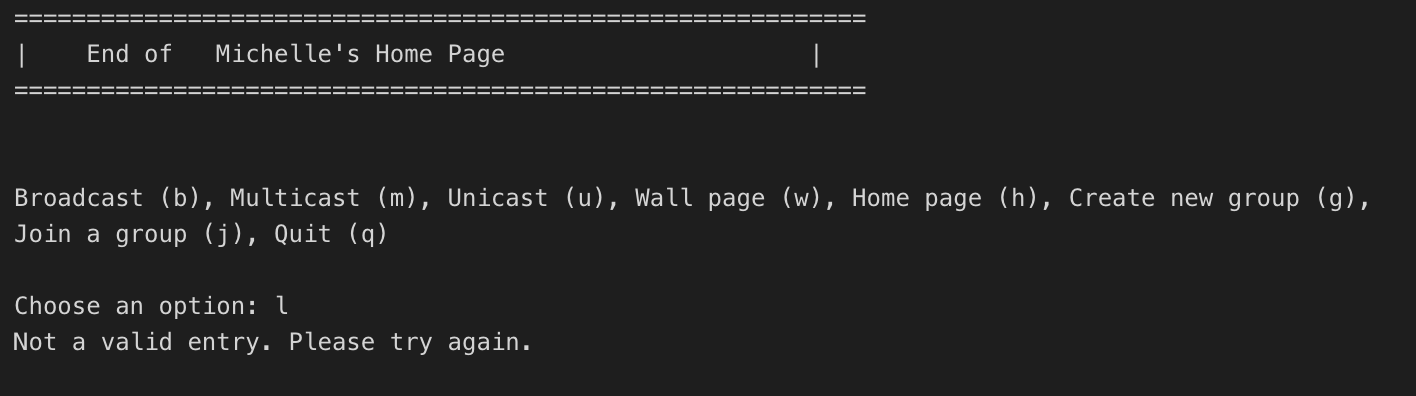 ===========================================================
|    End of   Michelle's Home Page                     |
===========================================================
Broadcast (b), Multicast (m), Unicast (u), Wall page (w), Home page (h), Create new group (g),
Join a group (j), Quit (q)
Choose an option: l
Not a valid entry. Please try again.